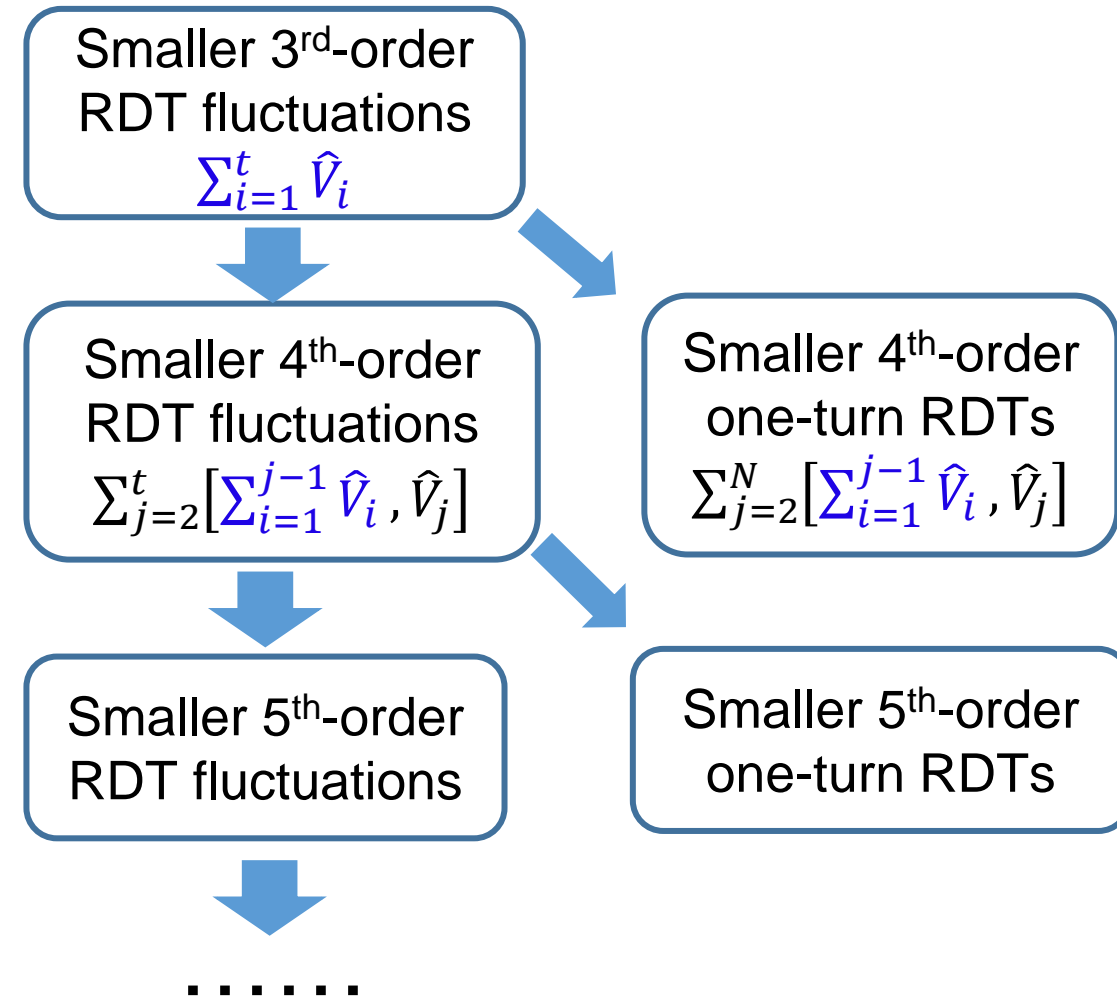 Smaller 3rd-order
RDT fluctuations
∑_{i=1}^{t} V̂_i
Smaller 4th-order
RDT fluctuations
∑_{j=2}^{t}[∑_{i=1}^{j-1} V̂_i , V̂_j]
Smaller 4th-order
one-turn RDTs
∑_{j=2}^{N}[∑_{i=1}^{j-1} V̂_i , V̂_j]
Smaller 5th-order
RDT fluctuations
Smaller 5th-order
one-turn RDTs
......